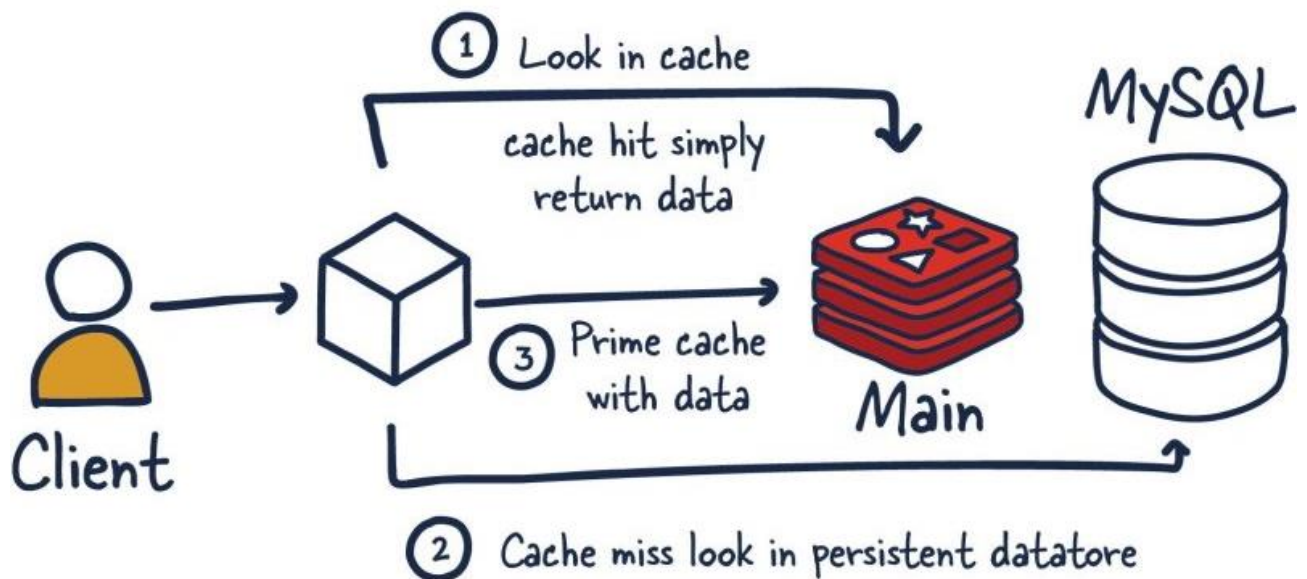 1 Look in cache
cache hit simply
return data
MySQL
3 Prime cache
with data
Main
Client
2 Cache miss look in persistent datatore